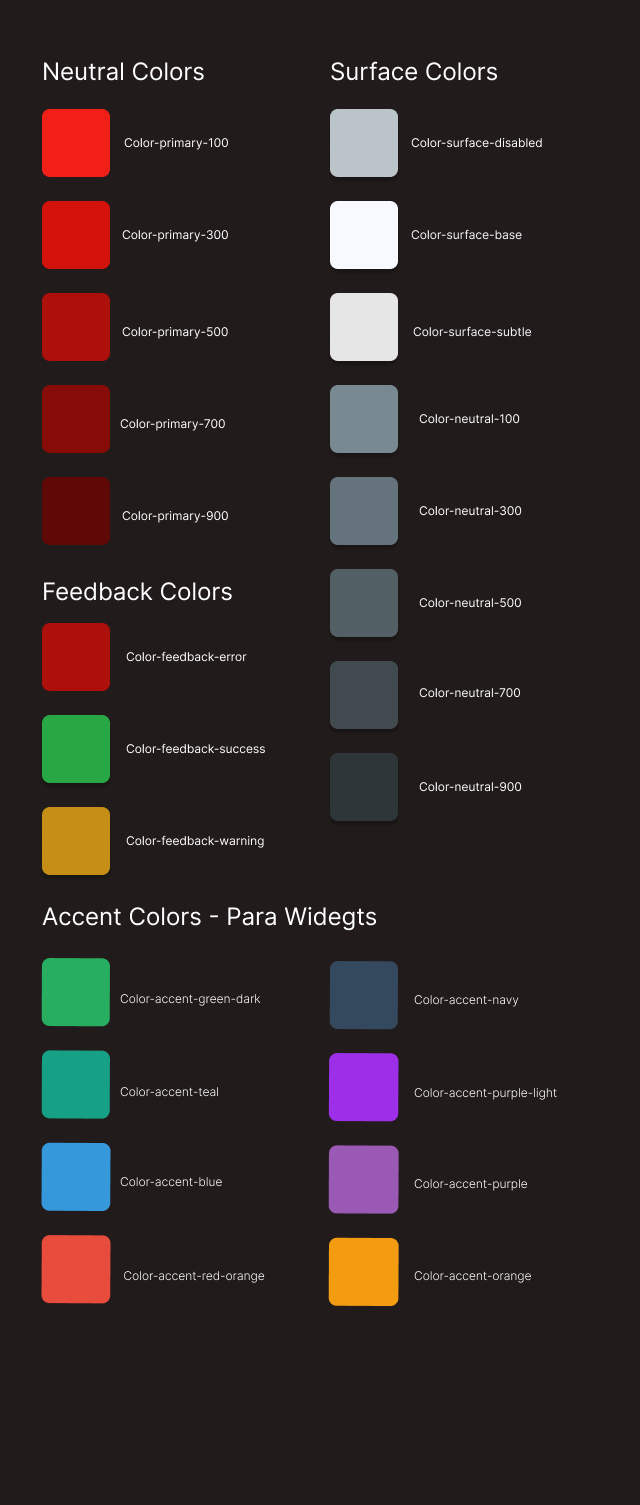 Neutral Colors
Color-primary-100
Color-primary-300
Color-primary-500
Color-primary-700
Color-primary-900
Surface Colors
Color-surface-disabled
Color-surface-base
Color-surface-subtle
Color-neutral-100
Color-neutral-300
Color-neutral-500
Color-neutral-700
Color-neutral-900
Feedback Colors
Color-feedback-error
Color-feedback-success
Color-feedback-warning
Accent Colors - Para Widegts
Color-accent-green-dark
Color-accent-teal
Color-accent-blue
Color-accent-red-orange
Color-accent-navy
Color-accent-purple-light
Color-accent-purple
Color-accent-orange